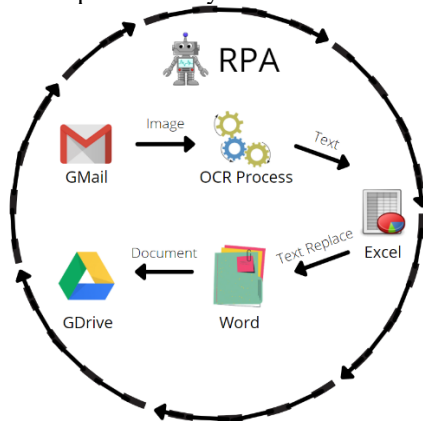 RPA
Image
Text
GMail
OCR Process
Excel
Text Replace
Document
GDrive
Word